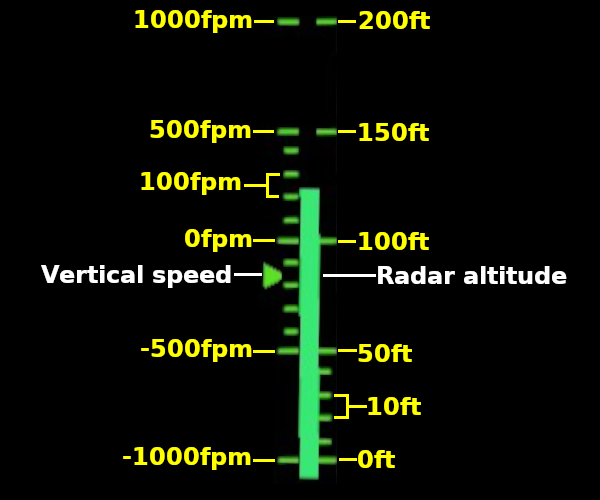 1000fpm 200ft
500fpm 150ft
100fpm
0fpm 100ft
Vertical speed Radar altitude
-500fpm 50ft
10ft
-1000fpm 0ft